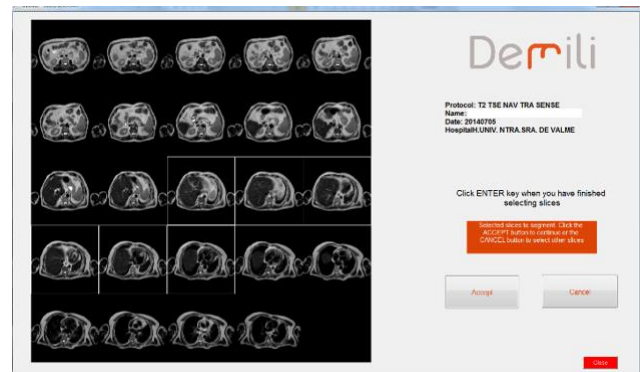 Demili
Protocol: T2 TSE NAV TRA SENSE
Name:
Date: 20140705
HospitalH.UNIV. NTRA.SRA. DE VALME
Click ENTER key when you have finished
selecting slices
Selected slices to segment. Click the
ACCEPT button to continue or the
CANCEL button to select other slices
Accept
Cancel
Close